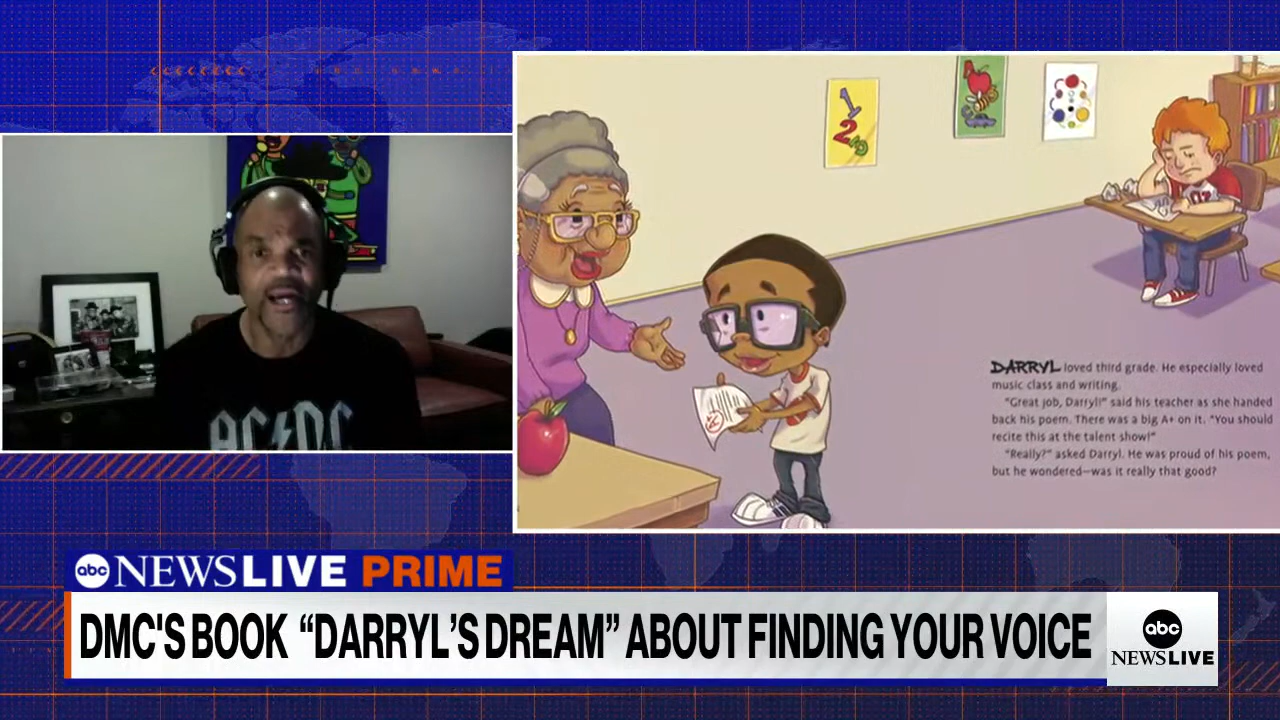 AC/DC
1
2
3
A
DARRYL loved third grade. He especially loved
music class and writing.
"Great job, Darryl!" said his teacher as she handed
back his poem. There was a big A+ on it. "You should
recite this at the talent show!"
"Really?" asked Darryl. He was proud of his poem,
but he wondered—was it really that good?
abc NEWS LIVE PRIME
DMC'S BOOK “DARRYL’S DREAM” ABOUT FINDING YOUR VOICE
abc
NEWS LIVE